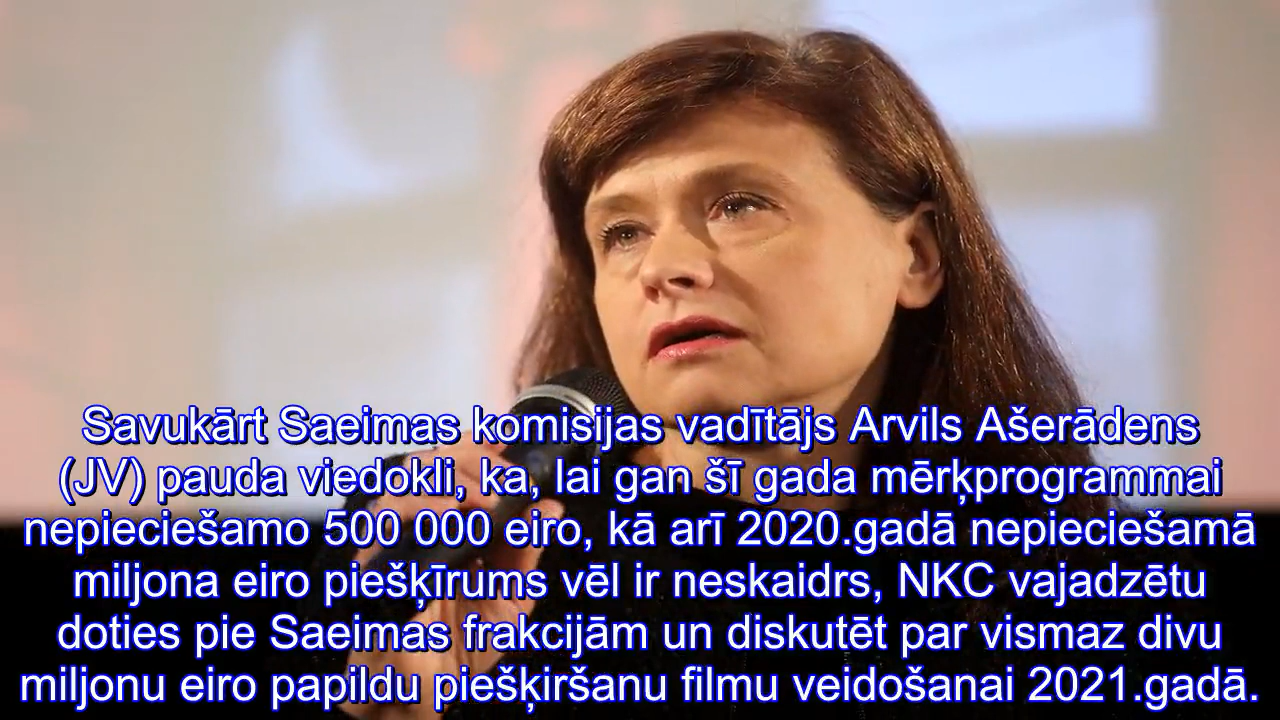 Savukārt Saeimas komisijas vadītājs Arvils Ašerādens
(JV) pauda viedokli, ka, lai gan šī gada mērķprogrammai
nepieciešamo 500 000 eiro, kā arī 2020.gadā nepieciešamā
miljona eiro piešķīrums vēl ir neskaidrs, NKC vajadzētu
doties pie Saeimas frakcijām un diskutēt par vismaz divu
miljonu eiro papildu piešķiršanu filmu veidošanai 2021.gadā.